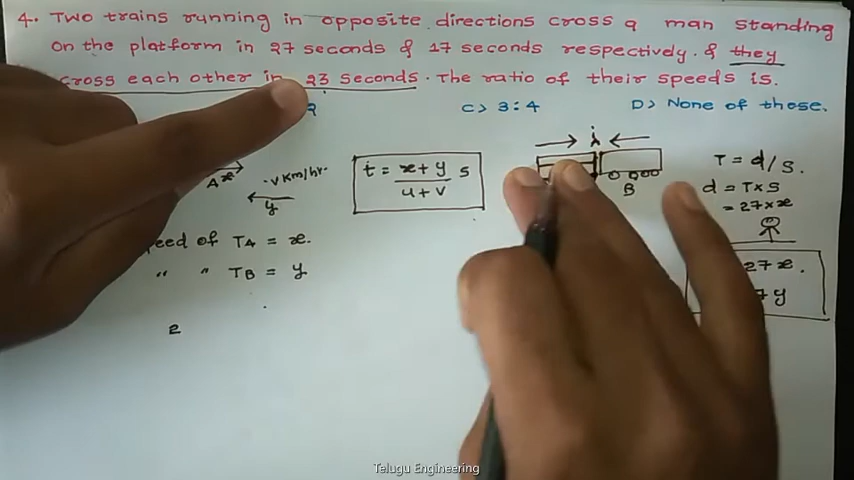 4. Two trains running in opposite directions cross a man standing
on the platform in 27 seconds & 17 seconds respectively. & they
cross each other in 23 seconds. The ratio of their speeds is.
C> 3:4 D> None of these.
A x
v km/hr.
y
t = x+y / u+v s
B
T = d/s.
d = T×s
= 27×x
of TA = x.
" " TB = y
27x.
y
2
Telugu Engineering